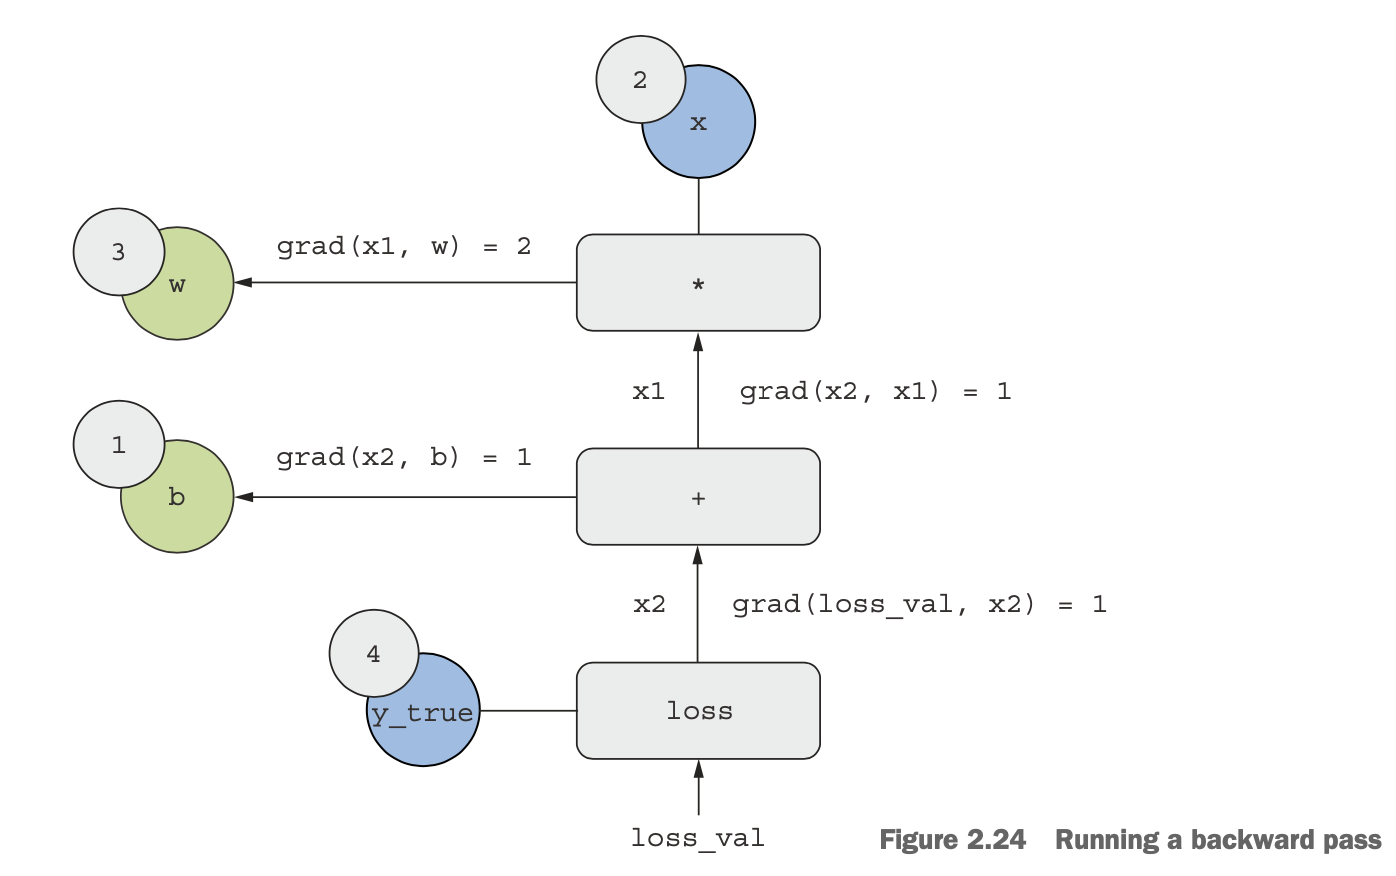 2
x
3
w
grad(x1, w) = 2
*
x1
grad(x2, x1) = 1
1
b
grad(x2, b) = 1
+
x2
grad(loss_val, x2) = 1
4
y_true
loss
loss_val
Figure 2.24 Running a backward pass